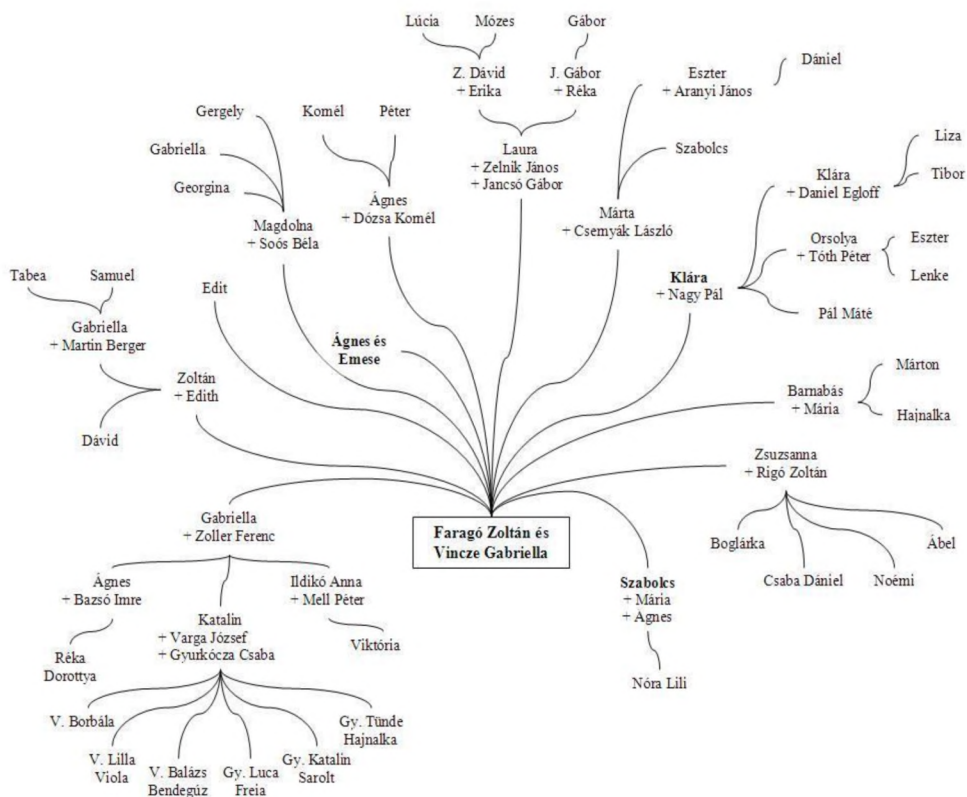 Lúcia
Mózes
Gábor
Z. Dávid
+ Erika
J. Gábor
+ Réka
Eszter
+ Aranyi János
Dániel
Gergely
Kornél
Péter
Gabriella
Georgina
Laura
+ Zelnik János
+ Jancsó Gábor
Szabolcs
Liza
Tibor
Klára
+ Daniel Egloff
Ágnes
+ Dózsa Kornél
Magdolna
+ Soós Béla
Márta
+ Csernyák László
Orsolya
+ Tóth Péter
Eszter
Lenke
Tabea
Samuel
Edit
Klára
+ Nagy Pál
Pál Máté
Gabriella
+ Martin Berger
Ágnes és
Emese
Zoltán
+ Edith
Dávid
Barnabás
+ Mária
Márton
Hajnalka
Zsuzsanna
+ Rigó Zoltán
Boglárka
Csaba Dániel
Noémi
Ábel
Gabriella
+ Zoller Ferenc
Faragó Zoltán és
Vincze Gabriella
Ágnes
+ Bazsó Imre
Ildikó Anna
+ Mell Péter
Szabolcs
+ Mária
+ Ágnes
Katalin
+ Varga József
+ Gyurkócza Csaba
Réka
Dorottya
Viktória
Nóra Lili
V. Borbála
Gy. Tünde
Hajnalka
V. Lilla
Viola
V. Balázs
Bendegúz
Gy. Luca
Freia
Gy. Katalin
Sarolt